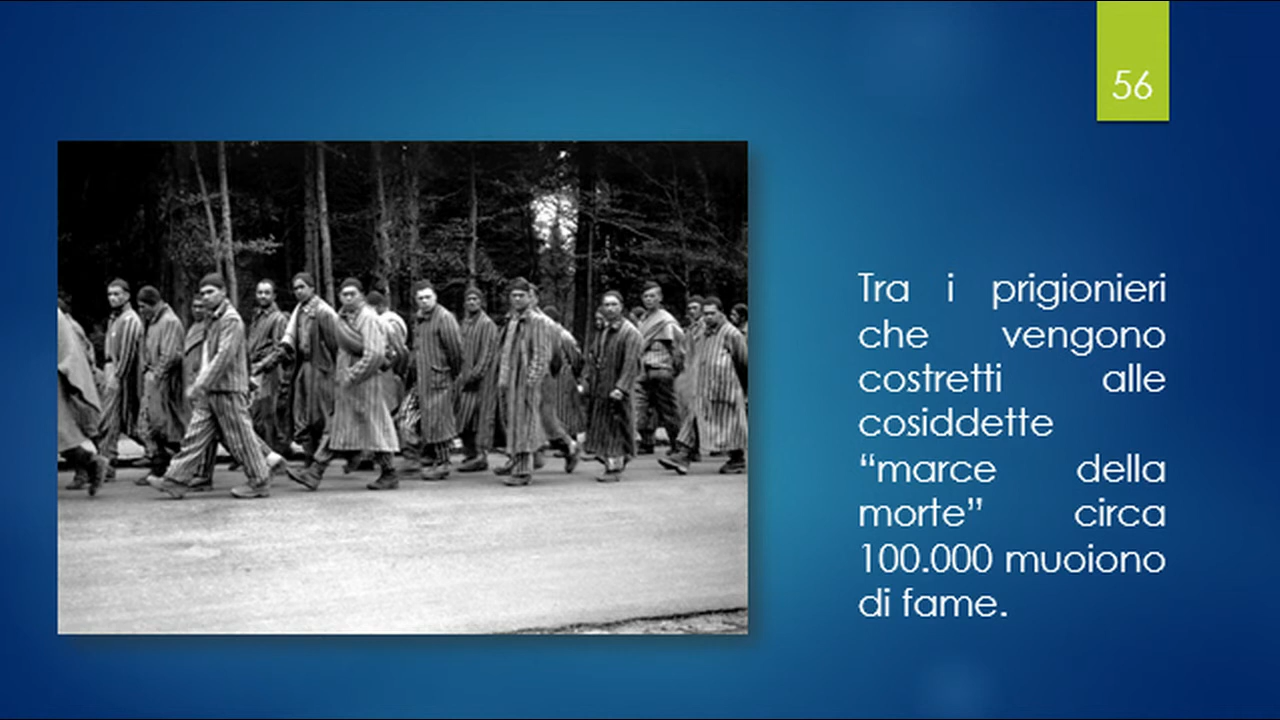 56
Tra i prigionieri
che vengono
costretti alle
cosiddette
“marce della
morte” circa
100.000 muoiono
di fame.